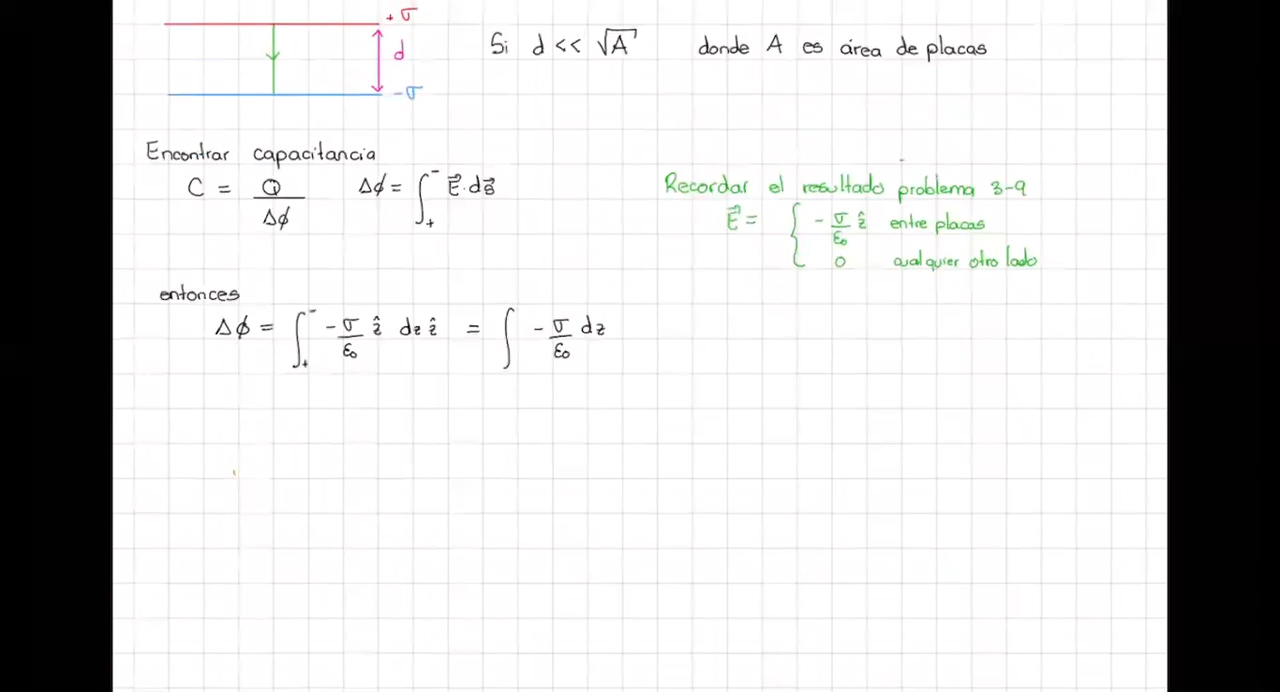 + σ
Si d << √A donde A es área de placas
d
-σ
Encontrar capacitancia
C = Q / Δϕ Δϕ = ∫₊⁻ E⃗ · ds⃗
Recordar el resultado problema 3-9
E⃗ = { - σ/ε₀ ẑ entre placas
0 cualquier otro lado
entonces
Δϕ = ∫₊⁻ - σ/ε₀ ẑ dz ẑ = ∫ - σ/ε₀ dz